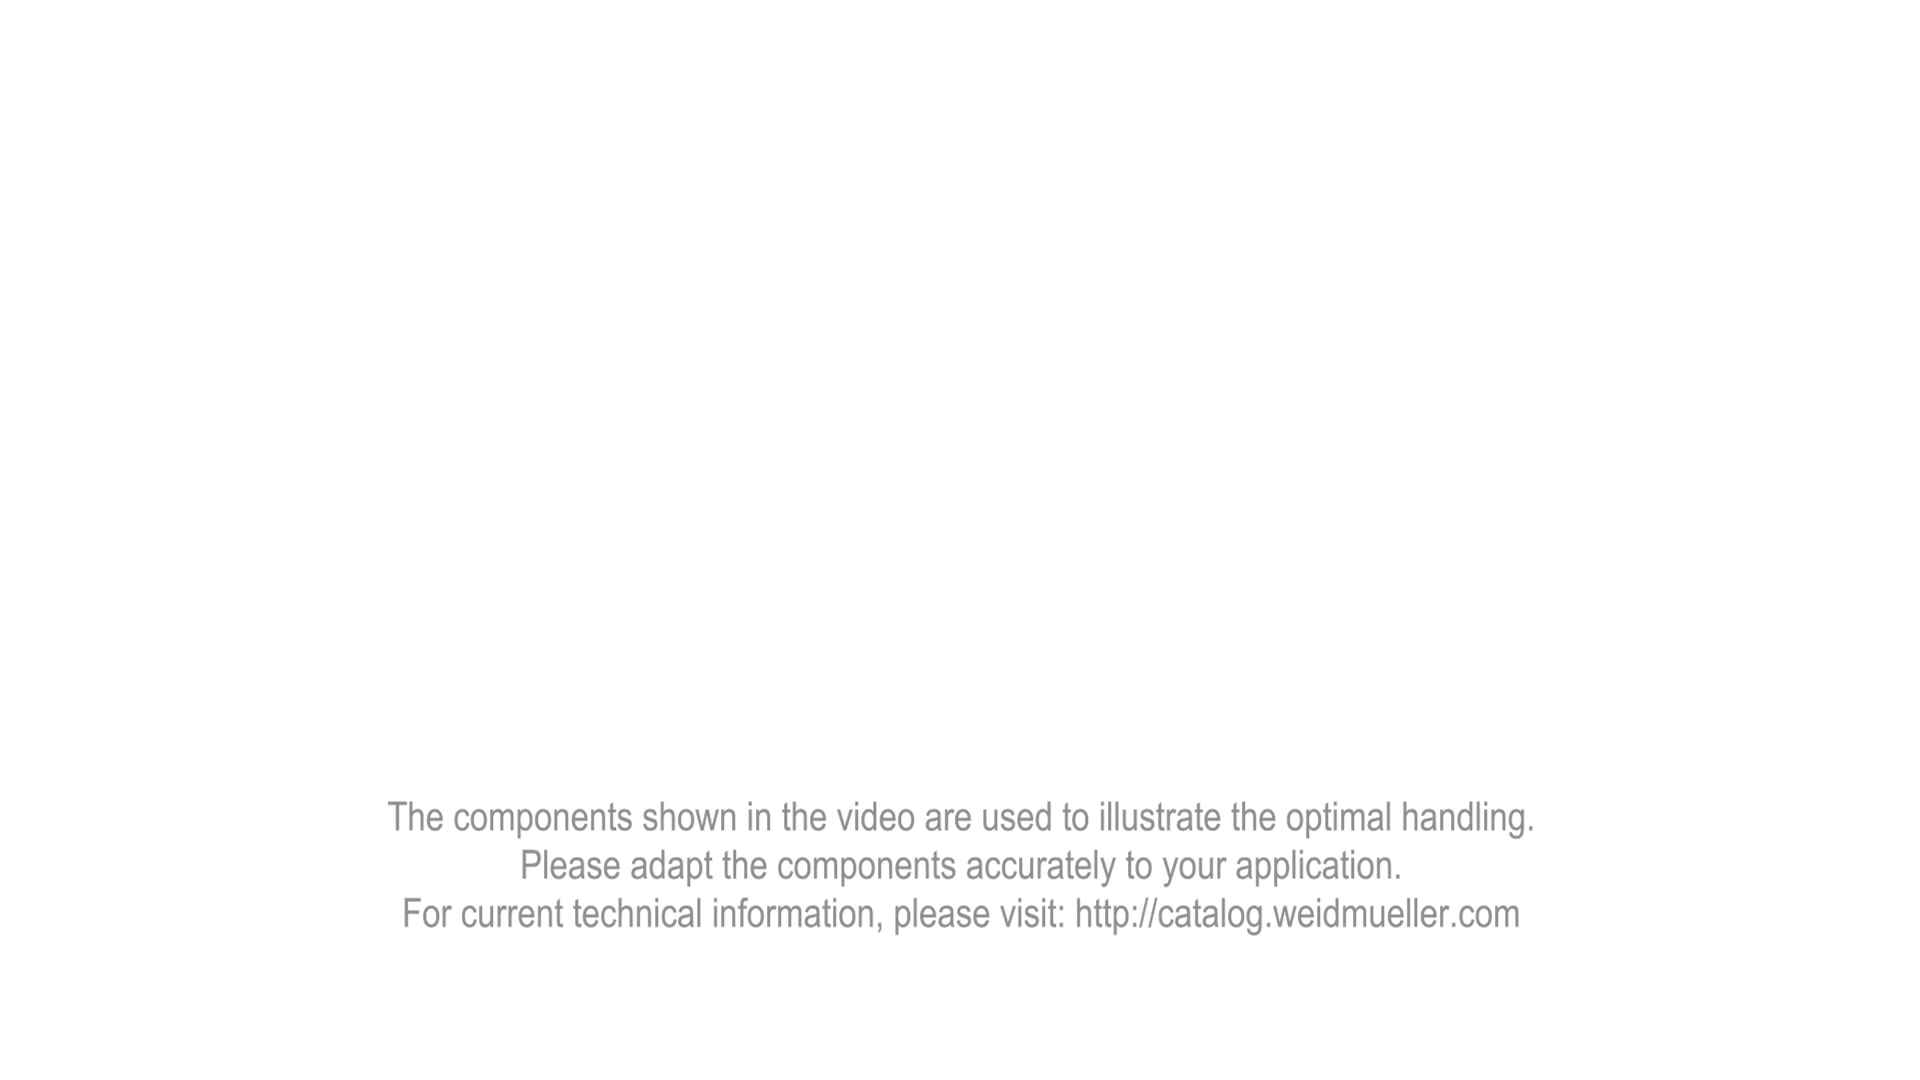 The components shown in the video are used to illustrate the optimal handling.
Please adapt the components accurately to your application.
For current technical information, please visit: http://catalog.weidmueller.com